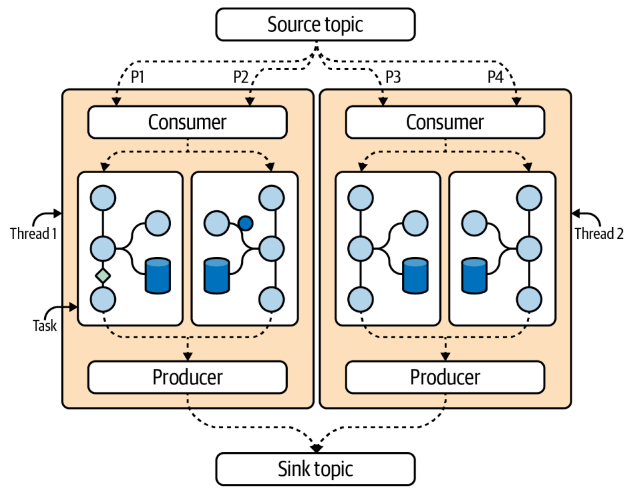 Source topic
P1
P2
P3
P4
Consumer
Consumer
Thread 1
Thread 2
Task
Producer
Producer
Sink topic